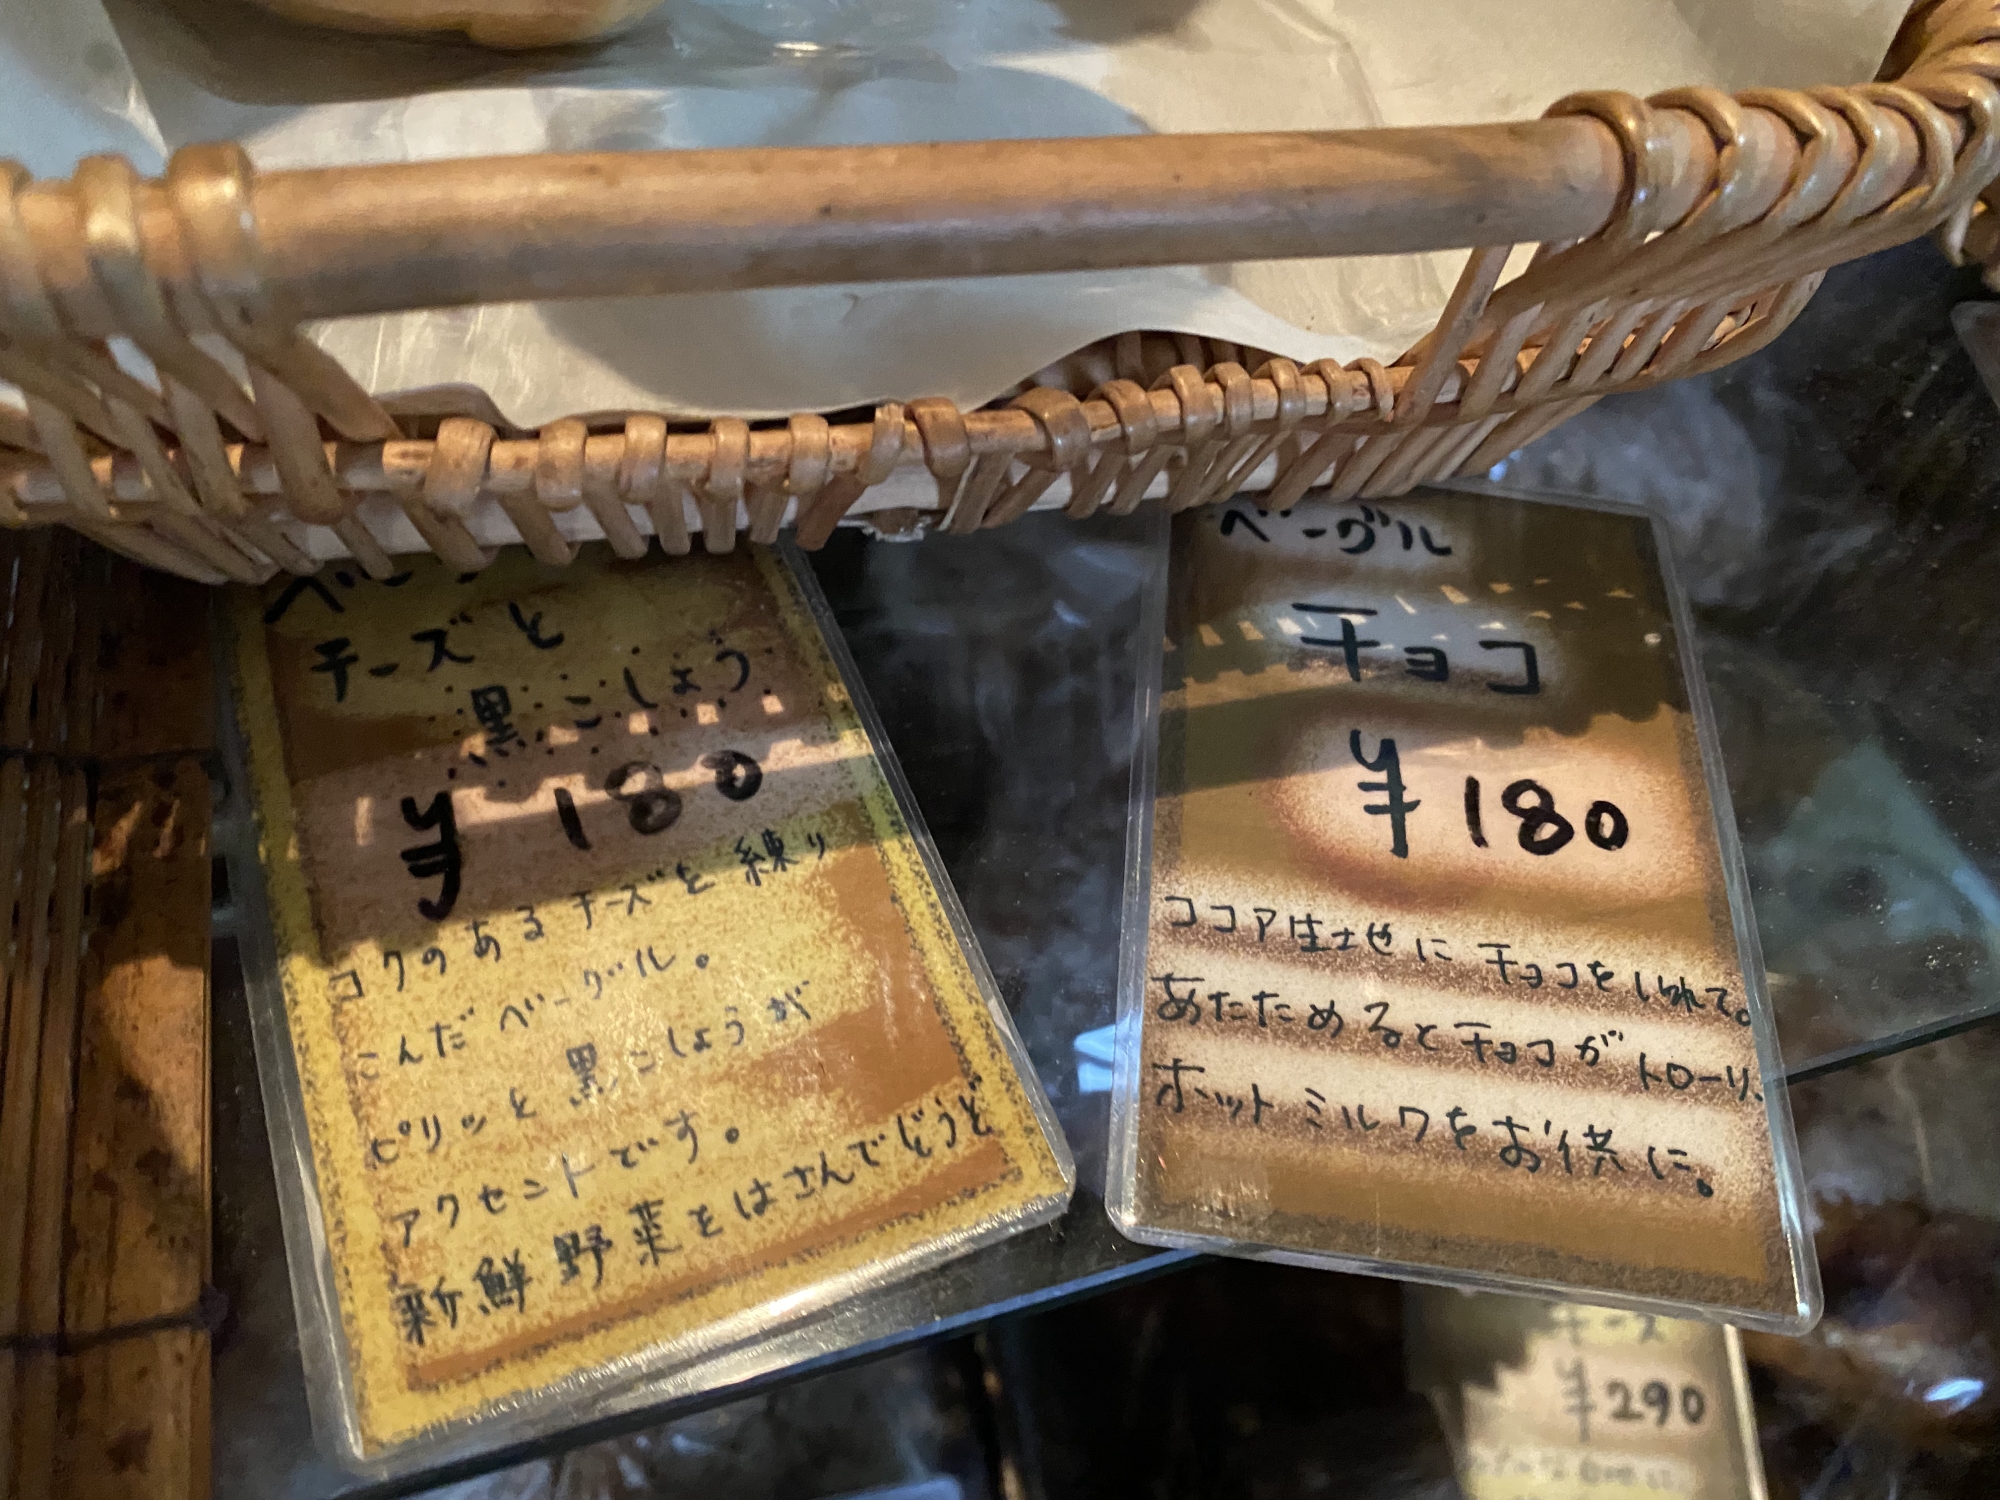 チーズと
黒こしょう
¥180
コクのあるチーズを練り
こんだベーグル。
ピリッと黒こしょうが
アクセントです。
新鮮野菜とはさんでどうぞ
ベーグル
チョコ
¥180
ココア生地にチョコをいれて。
あたためるとチョコがトローリ、
ホットミルクをお供に。
チーズ
¥290